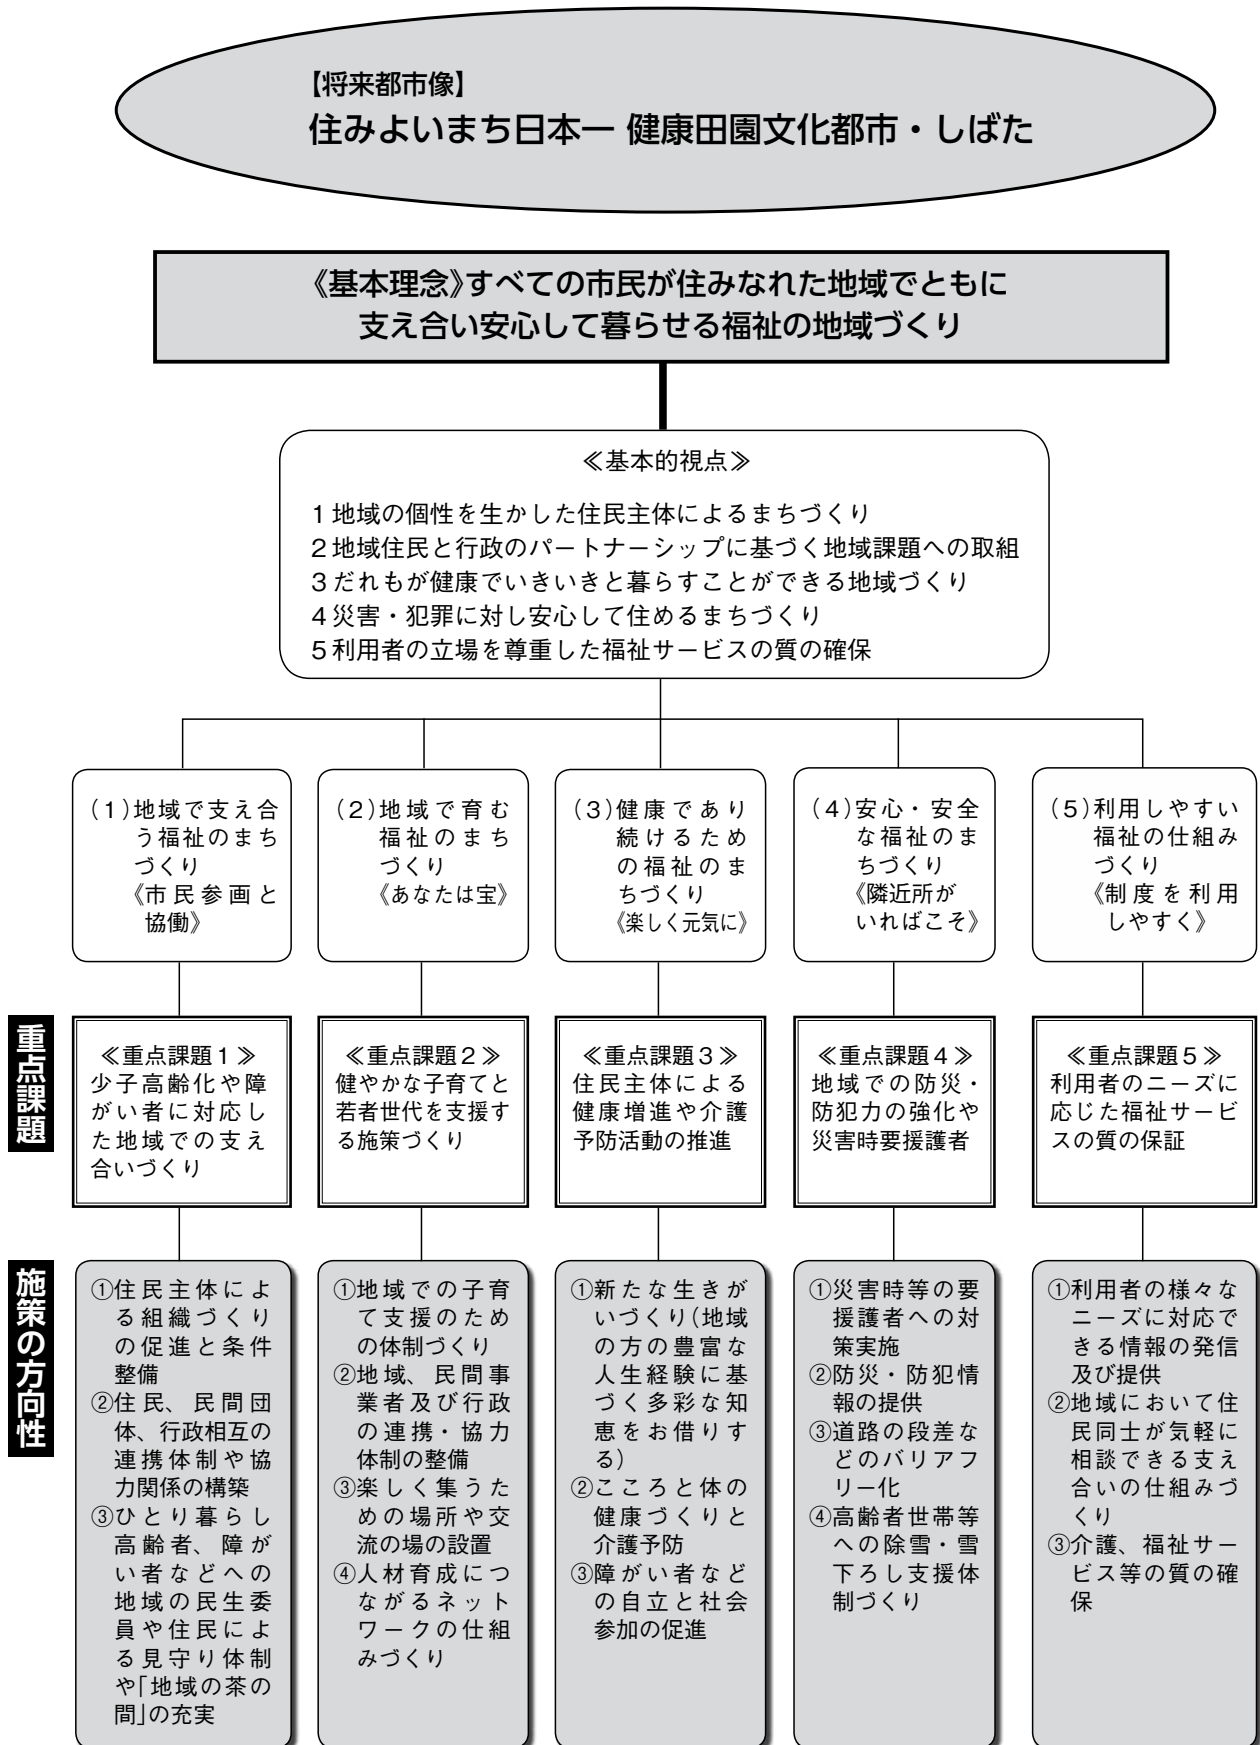 【将来都市像】
住みよいまち日本一 健康田園文化都市・しばた
《基本理念》すべての市民が住みなれた地域でともに
支え合い安心して暮らせる福祉の地域づくり
≪基本的視点≫
1 地域の個性を生かした住民主体によるまちづくり
2 地域住民と行政のパートナーシップに基づく地域課題への取組
3 だれもが健康でいきいきと暮らすことができる地域づくり
4 災害・犯罪に対し安心して住めるまちづくり
5 利用者の立場を尊重した福祉サービスの質の確保
(1)地域で支え合
う福祉のまち
づくり
《市民参画と
協働》
(2)地域で育む
福祉のまち
づくり
《あなたは宝》
(3)健康であり
続けるため
の福祉のま
ちづくり
《楽しく元気に》
(4)安心・安全
な福祉のま
ちづくり
《隣近所が
いればこそ》
(5)利用しやすい
福祉の仕組み
づくり
《制度を利用
しやすく》
重点課題
≪重点課題1≫
少子高齢化や障
がい者に対応し
た地域での支え
合いづくり
≪重点課題2≫
健やかな子育てと
若者世代を支援す
る施策づくり
≪重点課題3≫
住民主体による
健康増進や介護
予防活動の推進
≪重点課題4≫
地域での防災・
防犯力の強化や
災害時要援護者
≪重点課題5≫
利用者のニーズに
応じた福祉サービ
スの質の保証
施策の方向性
①住民主体によ
る組織づくり
の促進と条件
整備
②住民、民間団
体、行政相互の
連携体制や協
力関係の構築
③ひとり暮らし
高齢者、障が
い者などへの
地域の民生委
員や住民によ
る見守り体制
や「地域の茶の
間」の充実
①地域での子育
て支援のため
の体制づくり
②地域、民間事
業者及び行政
の連携・協力
体制の整備
③楽しく集うた
めの場所や交
流の場の設置
④人材育成につ
ながるネット
ワークの仕組
みづくり
①新たな生きが
いづくり(地域
の方の豊富な
人生経験に基
づく多彩な知
恵をお借りす
る)
②こころと体の
健康づくりと
介護予防
③障がい者など
の自立と社会
参加の促進
①災害時等の要
援護者への対
策実施
②防災・防犯情
報の提供
③道路の段差な
どのバリアフ
リー化
④高齢者世帯等
への除雪・雪
下ろし支援体
制づくり
①利用者の様々な
ニーズに対応で
きる情報の発信
及び提供
②地域において住
民同士が気軽に
相談できる支え
合いの仕組みづ
くり
③介護、福祉サー
ビス等の質の確
保